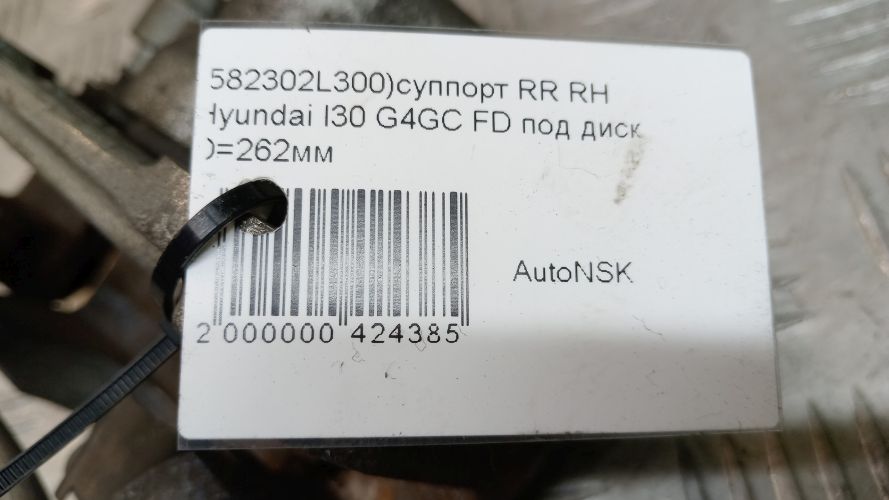 582302L300)суппорт RR RH
Hyundai I30 G4GC FD под диск
D=262мм
AutoNSK
2 000000 424385